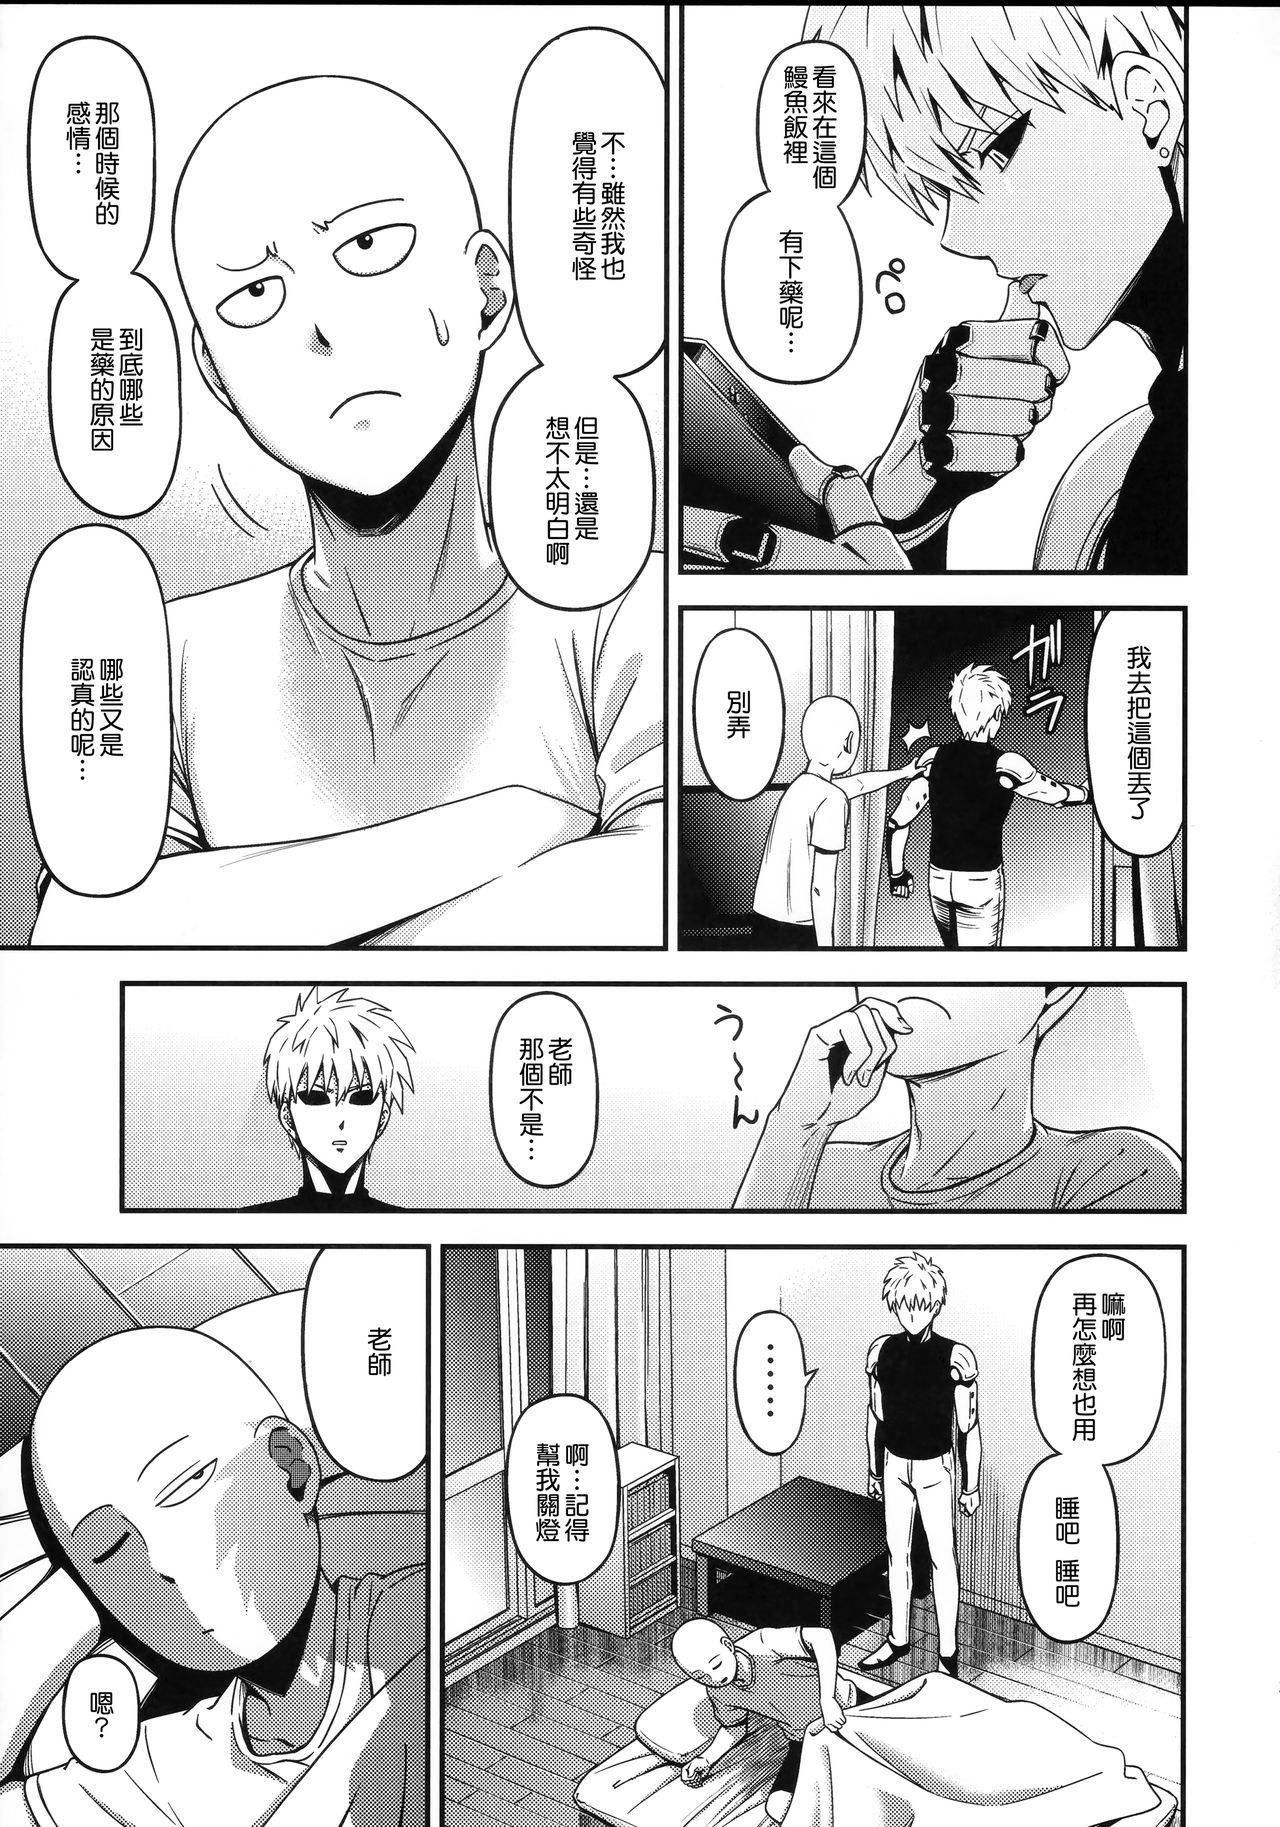 看來在這個
鰻魚飯裡
有下藥呢…
我去把這個丟了
ガラ
別弄
不…雖然我也
覺得有些奇怪
但是…還是
想不太明白啊
那個時候的
感情…
到底哪些
是藥的原因
哪些又是
認真的呢…
う〜ん
老師
那個不是…
嘛啊
再怎麼想也用
睡吧 睡吧
……
啊…記得
幫我關燈
老師
嗯？